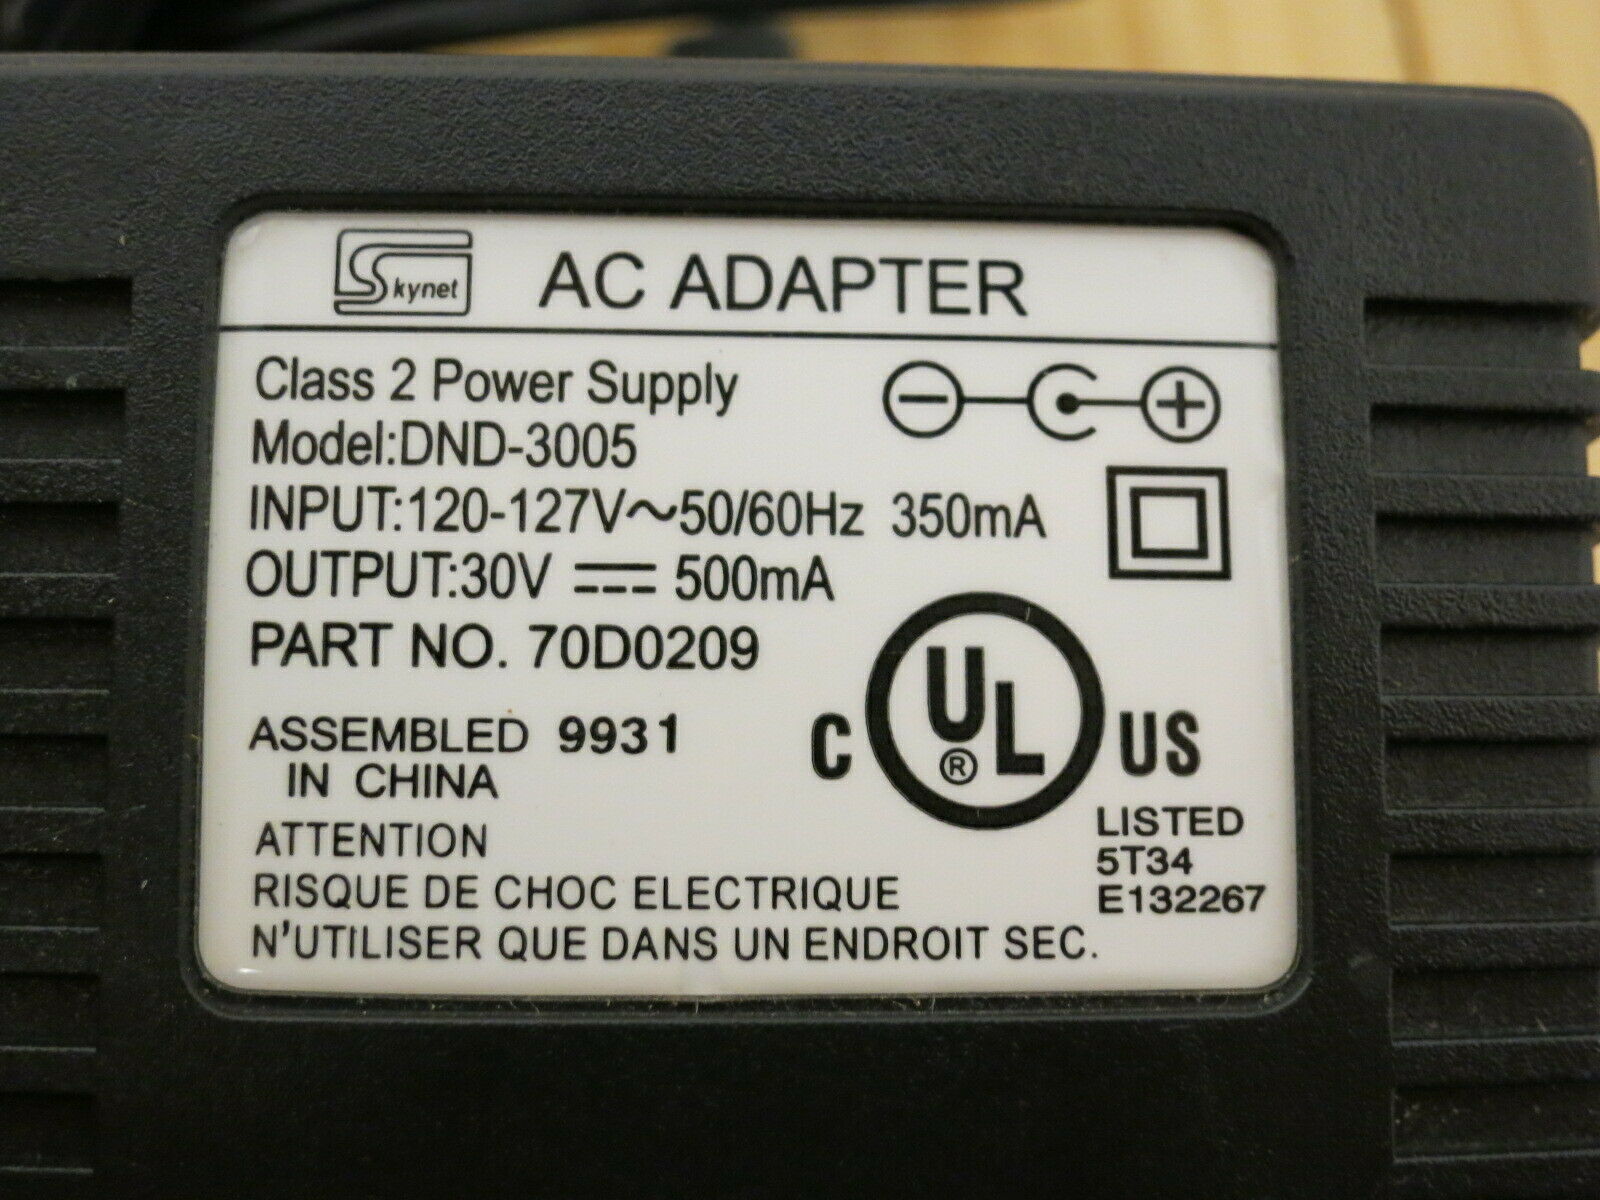 Skynet AC ADAPTER
Class 2 Power Supply
Model:DND-3005
INPUT:120-127V～50/60Hz 350mA
OUTPUT:30V ⎓ 500mA
PART NO. 70D0209
ASSEMBLED 9931
IN CHINA
C UL® US
LISTED
5T34
E132267
ATTENTION
RISQUE DE CHOC ELECTRIQUE
N'UTILISER QUE DANS UN ENDROIT SEC.